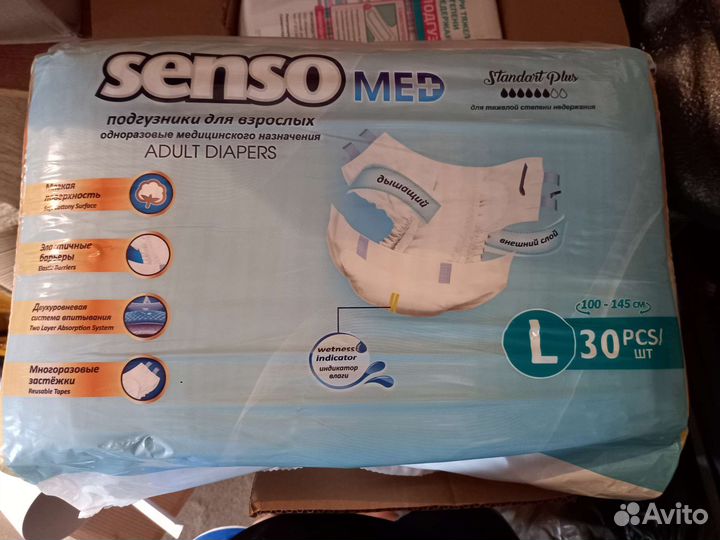 senso MED
Standart Plus
для тяжелой степени недержания
подгузники для взрослых
одноразовые медицинского назначения
ADULT DIAPERS
Мягкая
поверхность
Soft Cottony Surface
Эластичные
барьеры
Elastic Barriers
Двухуровневая
система впитывания
Two Layer Absorption System
Многоразовые
застёжки
Reusable Tapes
дышащий
внешний слой
wetness
indicator
индикатор
влаги
100 - 145 см
L 30 PCS/
ШТ
Avito